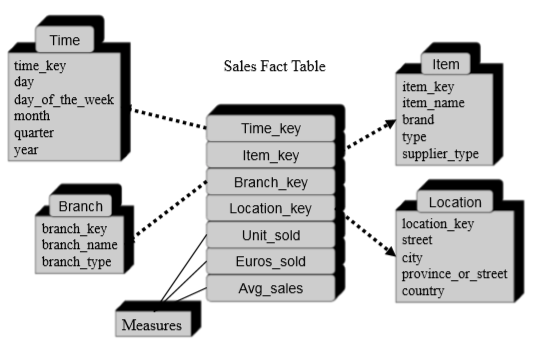 Time
time_key
day
day_of_the_week
month
quarter
year
Sales Fact Table
Item
item_key
item_name
brand
type
supplier_type
Time_key
Item_key
Branch_key
Location_key
Unit_sold
Euros_sold
Avg_sales
Branch
branch_key
branch_name
branch_type
Location
location_key
street
city
province_or_street
country
Measures